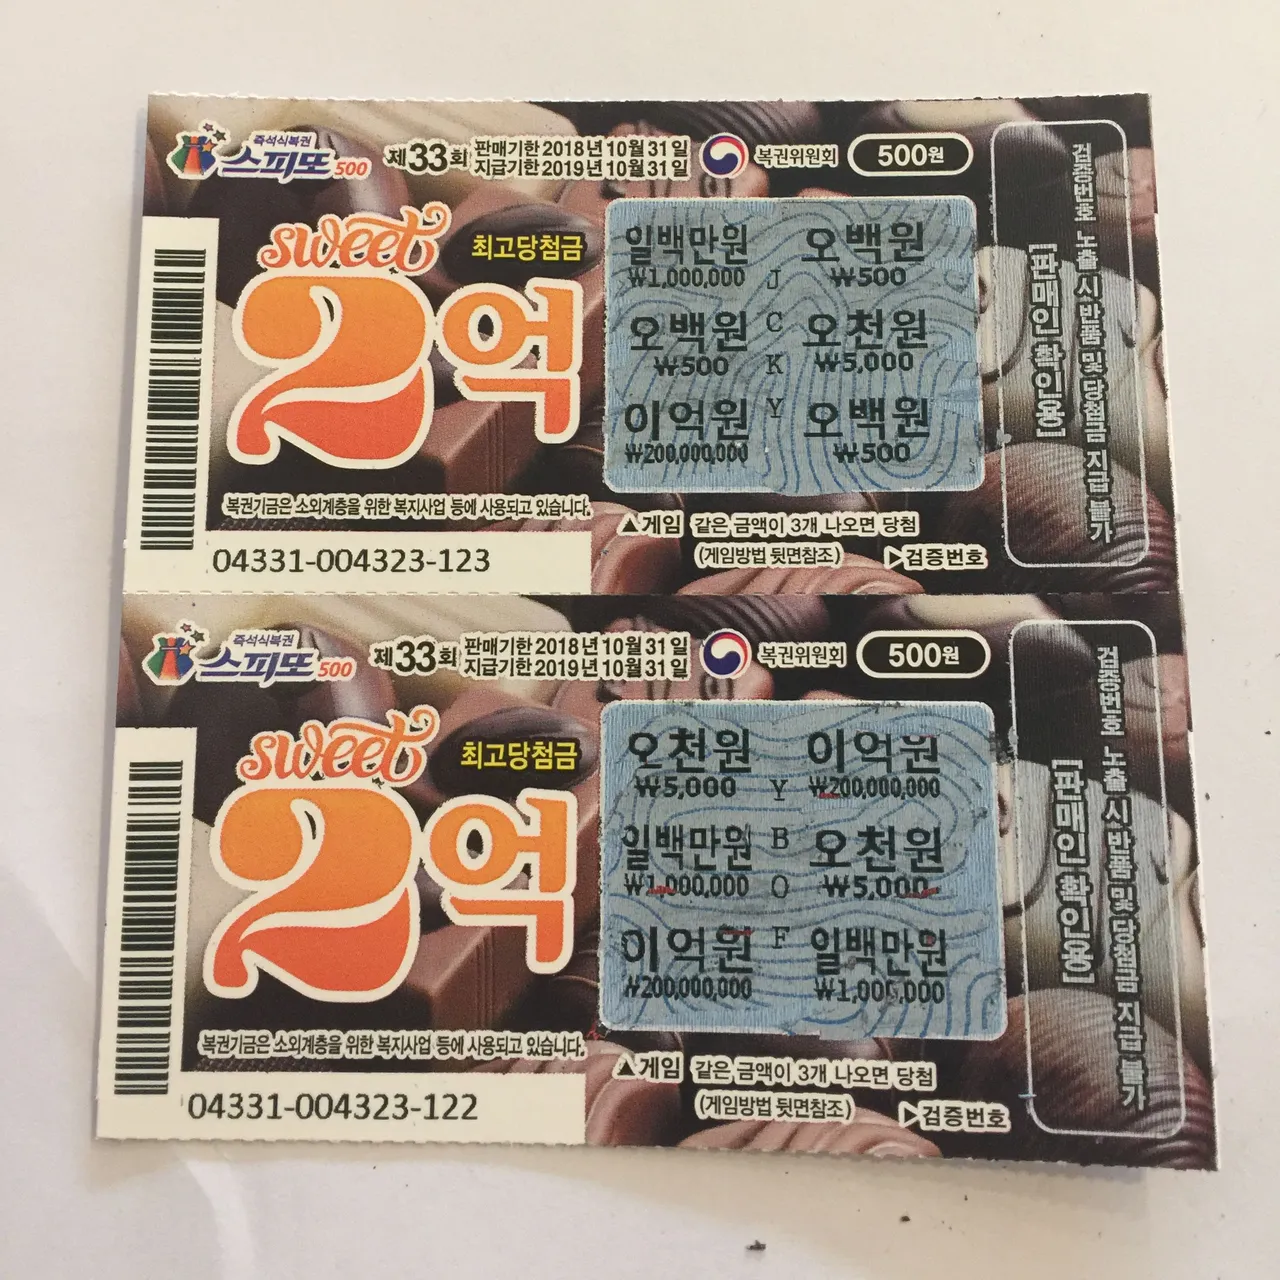 즉석식복권
스피또 500
제33회 판매기한 2018년 10월 31일
지급기한 2019년 10월 31일
복권위원회
500원
sweet
최고당첨금
2억
일백만원 오백원
₩1,000,000 ₩500
J
오백원 C 오천원
₩500 K ₩5,000
이억원 Y 오백원
₩200,000,000 ₩500
복권기금은 소외계층을 위한 복지사업 등에 사용되고 있습니다.
▲게임 같은 금액이 3개 나오면 당첨
(게임방법 뒷면참조) ▷검증번호
04331-004323-123
검증번호 노출 시 반품 및 당첨금 지급 불가
[판매인 확인용]
즉석식복권
스피또 500
제33회 판매기한 2018년 10월 31일
지급기한 2019년 10월 31일
복권위원회
500원
sweet
최고당첨금
2억
오천원 이억원
₩5,000 Y ₩200,000,000
일백만원 B 오천원
₩1,000,000 O ₩5,000
이억원 F 일백만원
₩200,000,000 ₩1,000,000
복권기금은 소외계층을 위한 복지사업 등에 사용되고 있습니다.
▲게임 같은 금액이 3개 나오면 당첨
(게임방법 뒷면참조) ▷검증번호
04331-004323-122
검증번호 노출 시 반품 및 당첨금 지급 불가
[판매인 확인용]